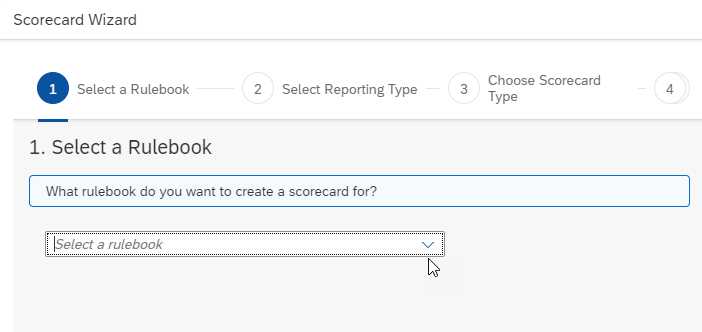 Scorecard Wizard
1 Select a Rulebook 2 Select Reporting Type 3 Choose Scorecard Type 4
1. Select a Rulebook
What rulebook do you want to create a scorecard for?
Select a rulebook